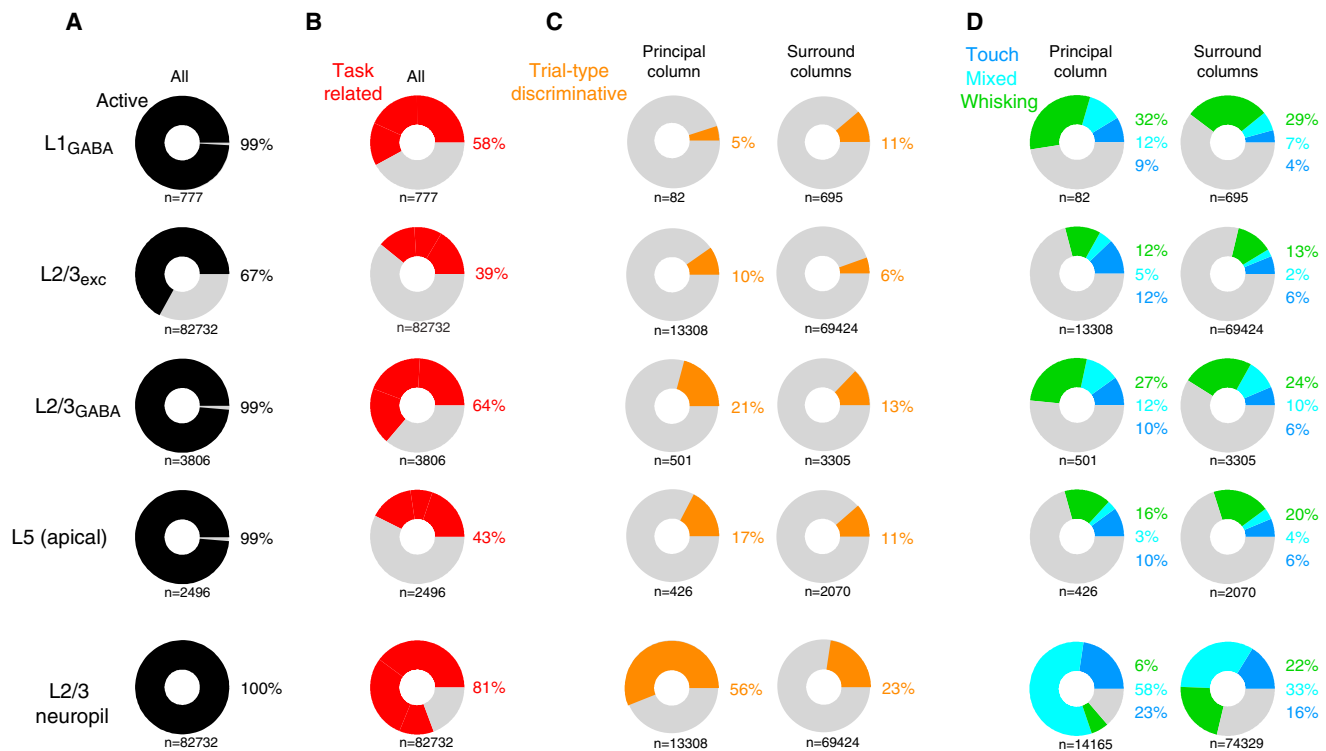 A
B
C
D
All
Active
L1GABA
99%
n=777
Task
related
All
58%
n=777
Trial-type
discriminative
Principal
column
Surround
columns
5%
n=82
11%
n=695
Touch
Mixed
Whisking
Principal
column
Surround
columns
32%
12%
9%
n=82
29%
7%
4%
n=695
L2/3exc
67%
n=82732
39%
n=82732
10%
n=13308
6%
n=69424
12%
5%
12%
n=13308
13%
2%
6%
n=69424
L2/3GABA
99%
n=3806
64%
n=3806
21%
n=501
13%
n=3305
27%
12%
10%
n=501
24%
10%
6%
n=3305
L5 (apical)
99%
n=2496
43%
n=2496
17%
n=426
11%
n=2070
16%
3%
10%
n=426
20%
4%
6%
n=2070
L2/3
neuropil
100%
n=82732
81%
n=82732
56%
n=13308
23%
n=69424
6%
58%
23%
n=14165
22%
33%
16%
n=74329